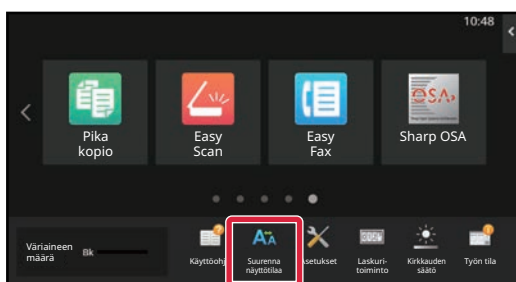 10:48
Pika
kopio
Easy
Scan
Easy
Fax
Sharp OSA
Väriaineen
määrä
Bk
Käyttöohj
Suurenna
näyttötilaa
Asetukset
Laskuri-
toiminto
Kirkkauden
säätö
Työn tila